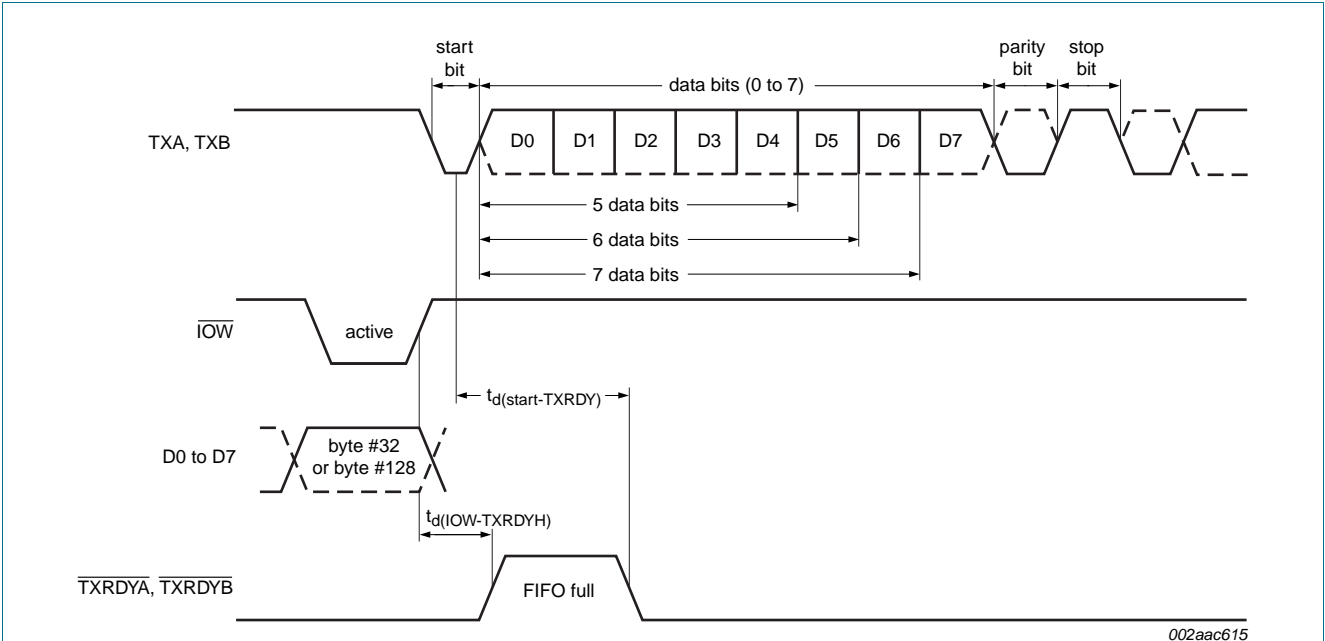 start
bit
data bits (0 to 7)
parity
bit
stop
bit
TXA, TXB
D0 D1 D2 D3 D4 D5 D6 D7
5 data bits
6 data bits
7 data bits
IOW
active
td(start-TXRDY)
D0 to D7
byte #32
or byte #128
td(IOW-TXRDYH)
TXRDYA, TXRDYB
FIFO full
002aac615